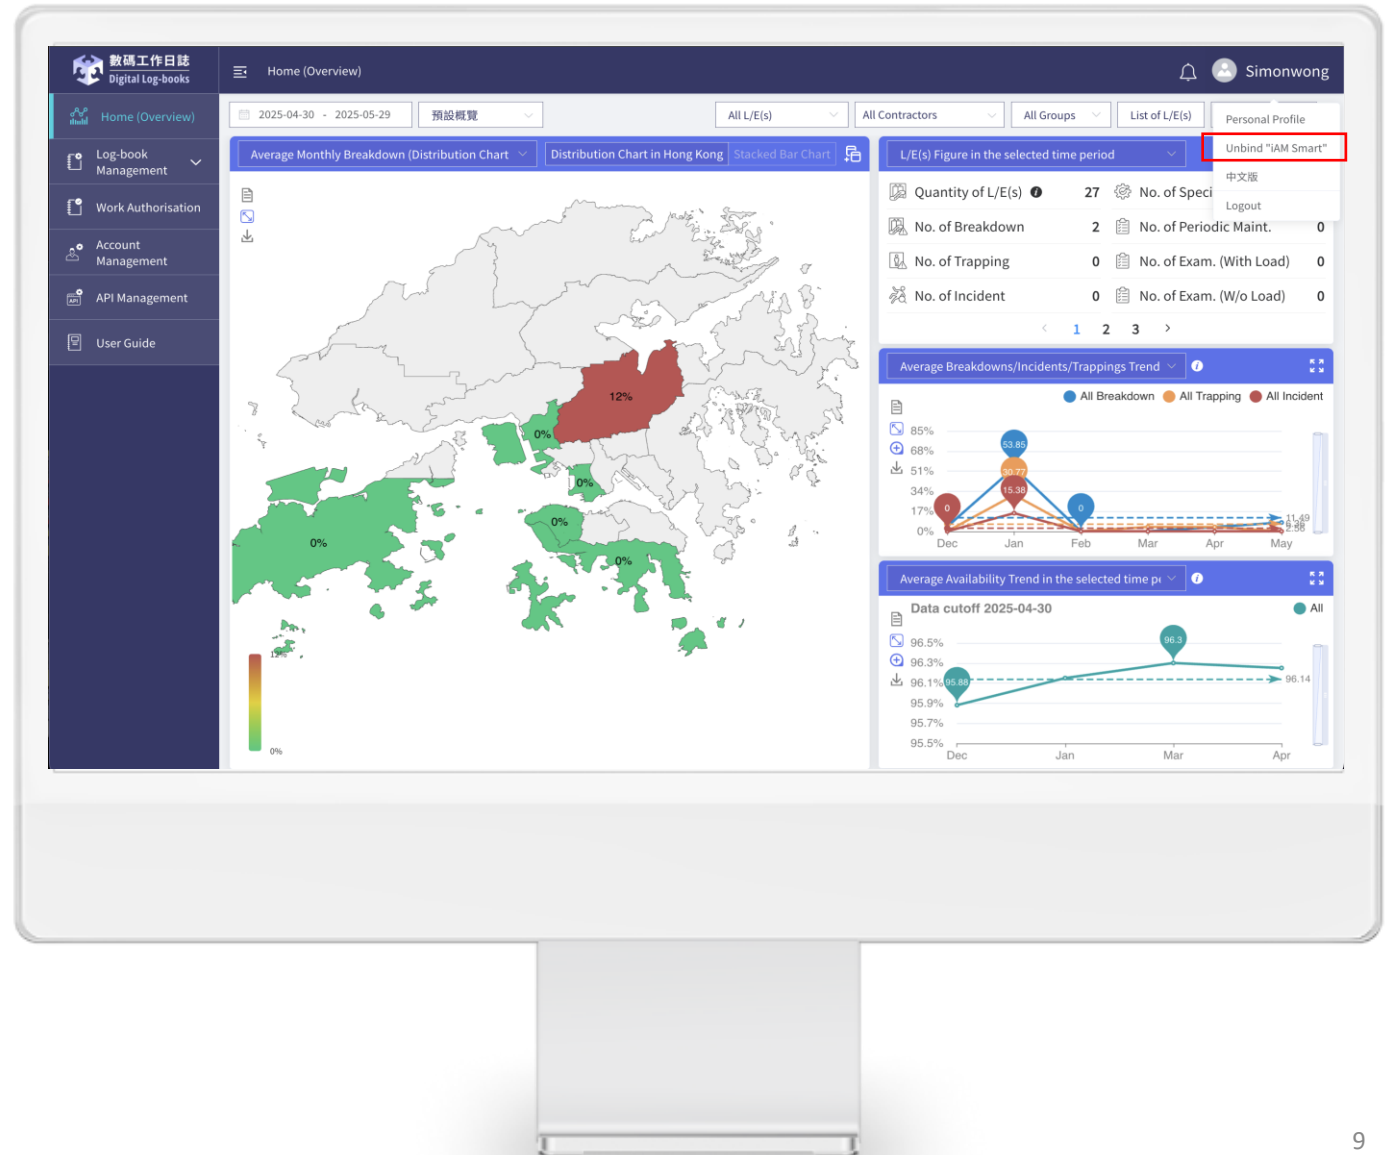 數碼工作日誌
Digital Log-books
Home (Overview)
Simonwong
Home (Overview)
Log-book
Management
Work Authorisation
Account
Management
API Management
User Guide
2025-04-30 - 2025-05-29
預設概覽
All L/E(s)
All Contractors
All Groups
List of L/E(s)
Personal Profile
Unbind "iAM Smart"
中文版
Logout
Average Monthly Breakdown (Distribution Chart
Distribution Chart in Hong Kong
Stacked Bar Chart
12%
0%
0%
0%
0%
0%
12%
0%
L/E(s) Figure in the selected time period
Quantity of L/E(s) 27
No. of Speci
No. of Breakdown 2
No. of Periodic Maint. 0
No. of Trapping 0
No. of Exam. (With Load) 0
No. of Incident 0
No. of Exam. (W/o Load) 0
1 2 3
Average Breakdowns/Incidents/Trappings Trend
All Breakdown All Trapping All Incident
85%
68%
51%
34%
17%
0%
53.85
30.77
15.38
0
0
11.49
Dec Jan Feb Mar Apr May
Average Availability Trend in the selected time
Data cutoff 2025-04-30
All
96.5%
96.3%
96.1%
95.9%
95.7%
95.5%
95.88
96.3
96.14
Dec Jan Mar Apr
9